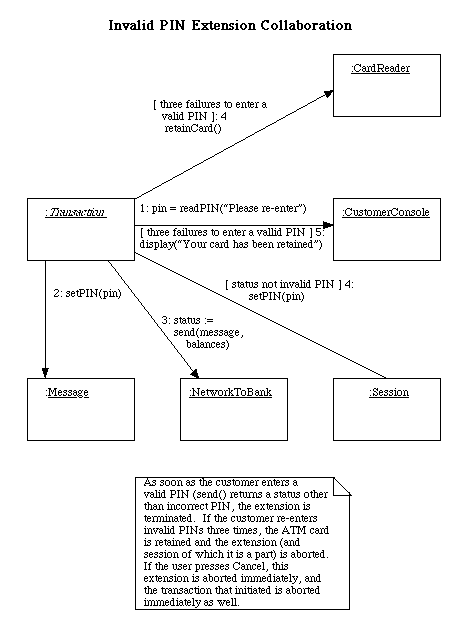 Invalid PIN Extension Collaboration
:CardReader
[ three failures to enter a
valid PIN ]: 4
retainCard()
:Transaction
1: pin = readPIN(“Please re-enter”)
:CustomerConsole
[ three failures to enter a vallid PIN ] 5:
display(“Your card has been retained”)
[ status not invalid PIN ] 4:
setPIN(pin)
2: setPIN(pin)
3: status :=
send(message,
balances)
:Message
:NetworkToBank
:Session
As soon as the customer enters a
valid PIN (send() returns a status other
than incorrect PIN, the extension is
terminated. If the customer re-enters
invalid PINs three times, the ATM card
is retained and the extension (and
session of which it is a part) is aborted.
If the user presses Cancel, this
extension is aborted immediately, and
the transaction that initiated is aborted
immediately as well.